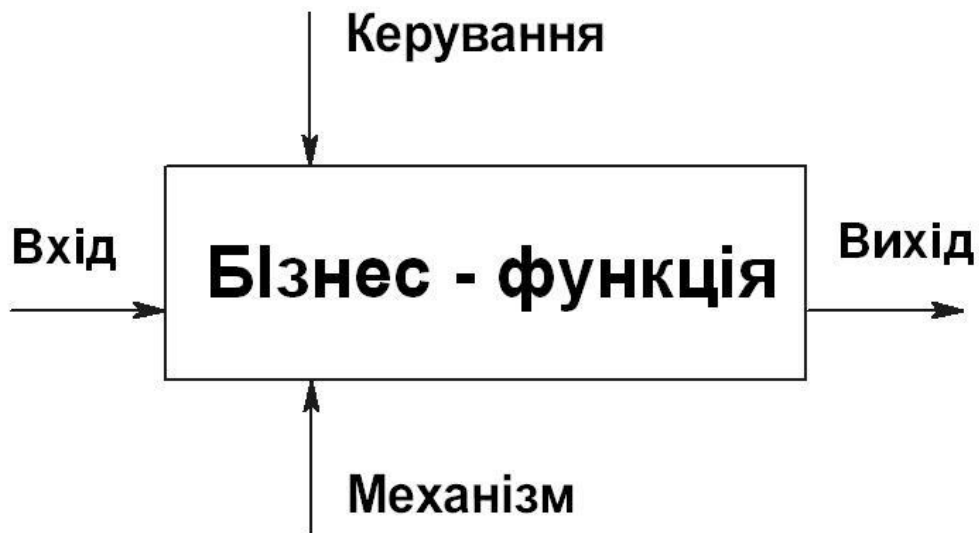 Керування
Вхід
БІзнес - функція
Вихід
Механізм